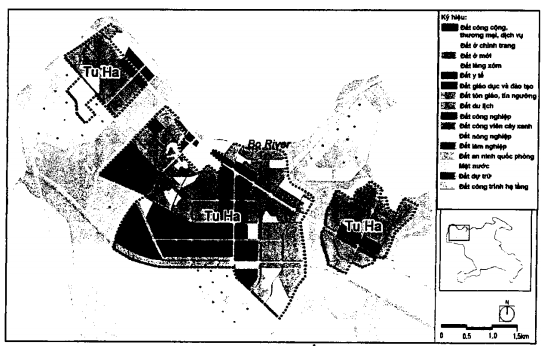 Ký hiệu:
Đất công cộng,
thương mại, dịch vụ
Đất ở chỉnh trang
Đất ở mới
Đất làng xóm
Đất y tế
Đất giáo dục và đào tạo
Đất tôn giáo, tín ngưỡng
Đất du lịch
Đất công nghiệp
Đất công viên cây xanh
Đất nông nghiệp
Đất lâm nghiệp
Đất an ninh quốc phòng
Mặt nước
Đất dự trữ
Đất công trình hạ tầng
Tu Ha
Bo River
Tu Ha
Tu Ha
N
0 0.5 1.0 1.5km